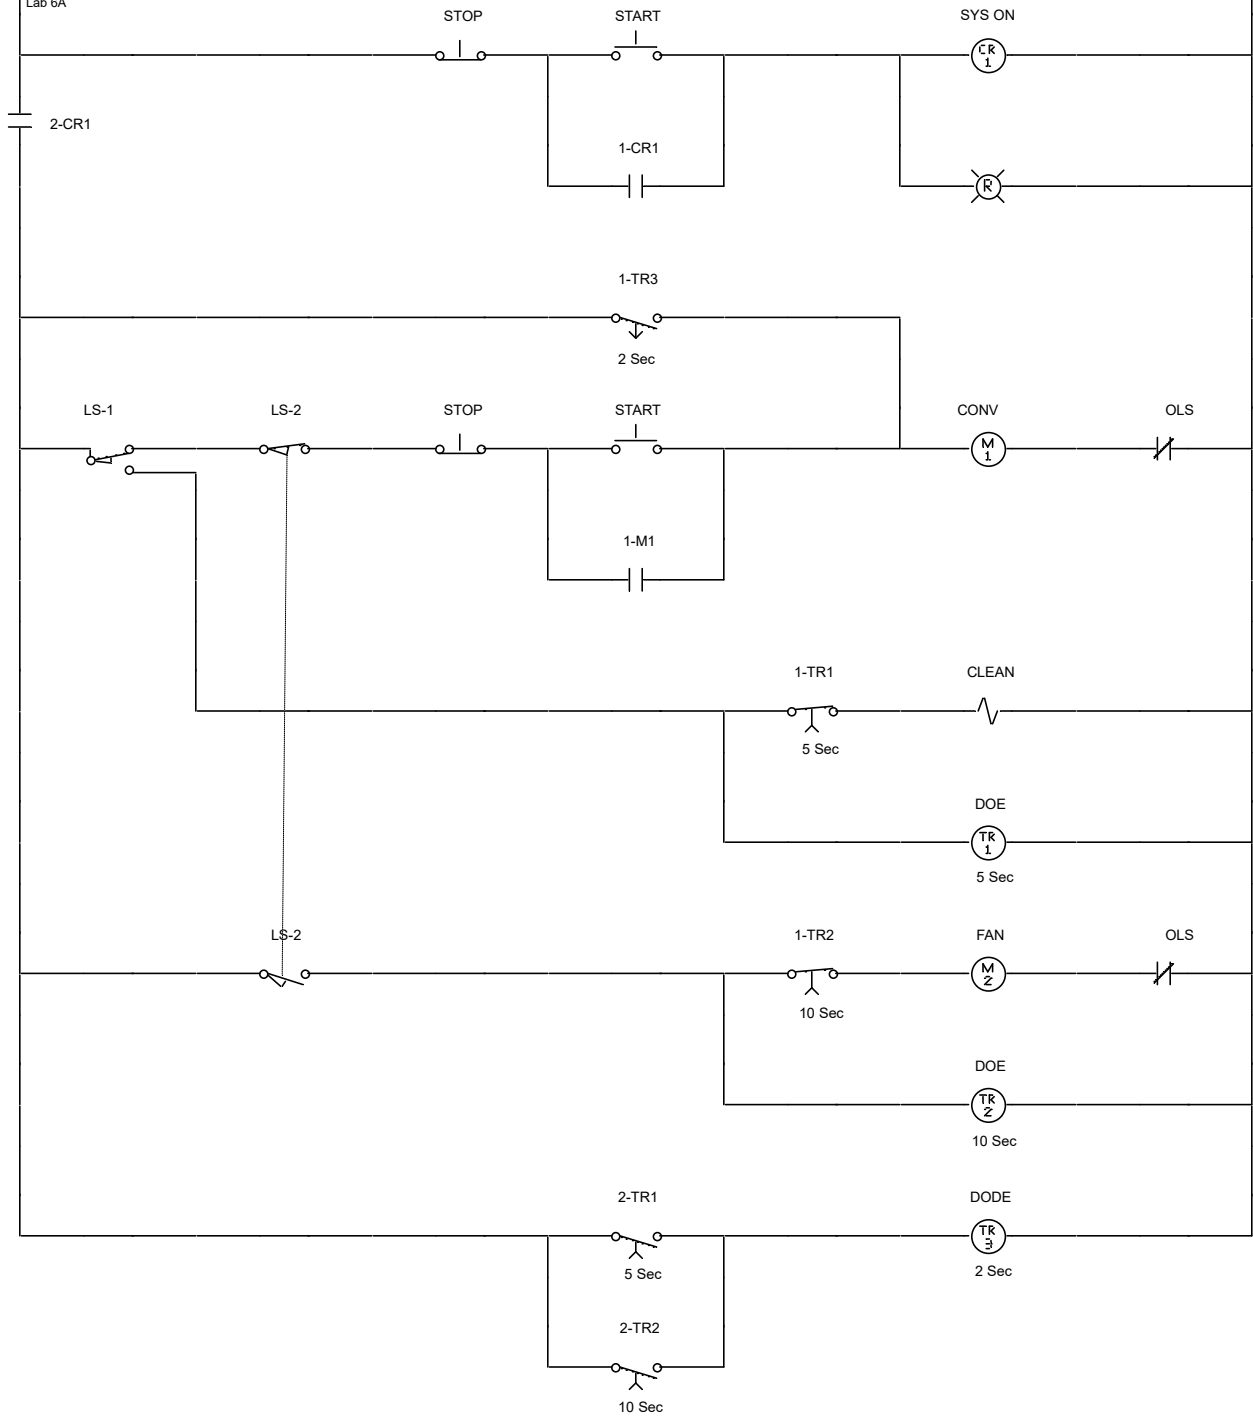 Lab 6A
STOP START SYS ON
CR
1
2-CR1
1-CR1
R
1-TR3
2 Sec
LS-1 LS-2 STOP START CONV OLS
M
1
1-M1
1-TR1 CLEAN
5 Sec
DOE
TR
1
5 Sec
LS-2 1-TR2 FAN OLS
M
2
10 Sec
DOE
TR
2
10 Sec
2-TR1 DODE
TR
3
5 Sec 2 Sec
2-TR2
10 Sec